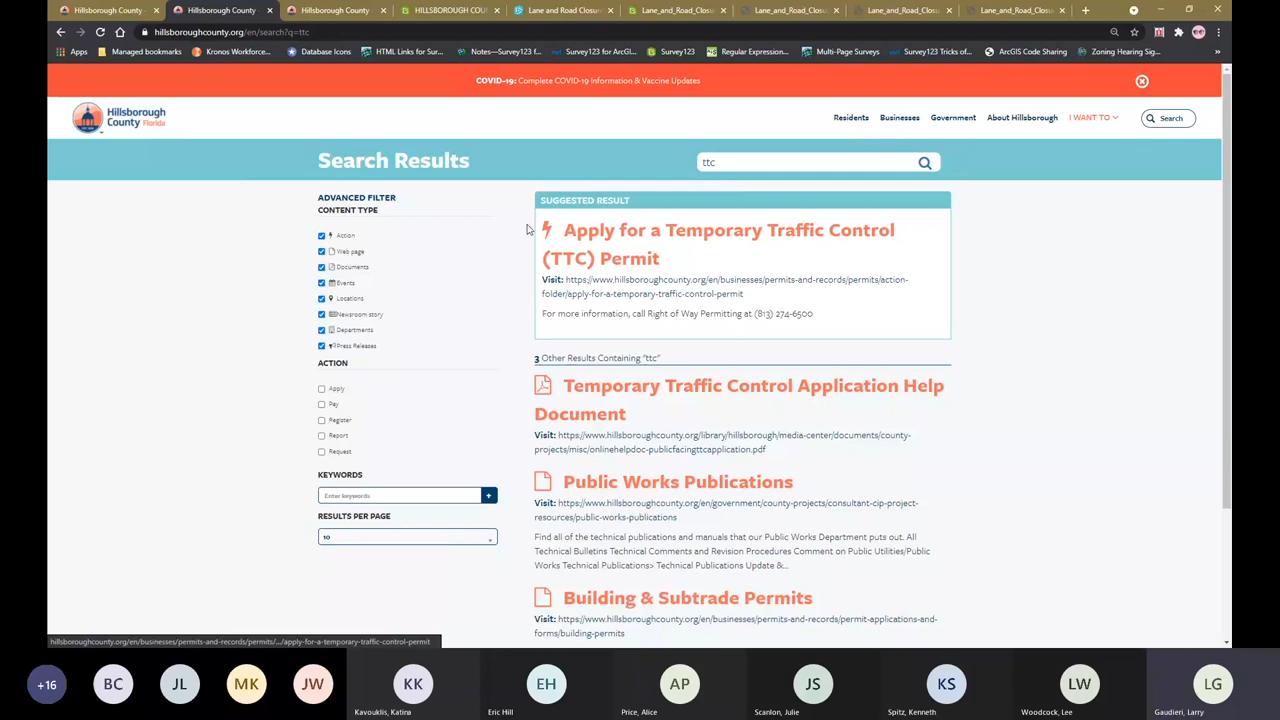 Hillsborough County
Hillsborough County
Hillsborough County
HILLSBOROUGH COU
Lane and Road Closure
Lane_and_Road_Closu
Lane_and_Road_Closu
Lane_and_Road_Closu
Lane_and_Road_Closu
hillsboroughcounty.org/en/search?q=ttc
Apps
Managed bookmarks
Kronos Workforce...
Database Icons
HTML Links for Sur...
Notes—Survey123 f...
Survey123 for ArcGI...
Survey123
Regular Expression...
Multi-Page Surveys
Survey123 Tricks of...
ArcGIS Code Sharing
Zoning Hearing Sig...
COVID-19: Complete COVID-19 Information & Vaccine Updates
Hillsborough
County Florida
Residents
Businesses
Government
About Hillsborough
I WANT TO
Search
Search Results
ttc
ADVANCED FILTER
CONTENT TYPE
Action
Web page
Documents
Events
Locations
Newsroom story
Departments
Press Releases
ACTION
Apply
Pay
Register
Report
Request
KEYWORDS
Enter keywords
+
RESULTS PER PAGE
10
SUGGESTED RESULT
Apply for a Temporary Traffic Control
(TTC) Permit
Visit: https://www.hillsboroughcounty.org/en/businesses/permits-and-records/permits/action-
folder/apply-for-a-temporary-traffic-control-permit
For more information, call Right of Way Permitting at (813) 274-6500
3 Other Results Containing "ttc"
Temporary Traffic Control Application Help
Document
Visit: https://www.hillsboroughcounty.org/library/hillsborough/media-center/documents/county-
projects/misc/onlinehelpdoc-publicfacingttcapplication.pdf
Public Works Publications
Visit: https://www.hillsboroughcounty.org/en/government/county-projects/consultant-cip-project-
resources/public-works-publications
Find all of the technical publications and manuals that our Public Works Department puts out. All
Technical Bulletins Technical Comments and Revision Procedures Comment on Public Utilities/Public
Works Technical Publications> Technical Publications Update &...
Building & Subtrade Permits
Visit: https://www.hillsboroughcounty.org/en/businesses/permits-and-records/permit-applications-and-
forms/building-permits
hillsboroughcounty.org/en/businesses/permits-and-records/permits/.../apply-for-a-temporary-traffic-control-permit
+16
BC
JL
MK
JW
KK
EH
AP
JS
KS
LW
LG
Kavouklis, Katina
Eric Hill
Price, Alice
Scanlon, Julie
Spitz, Kenneth
Woodcock, Lee
Gaudieri, Larry